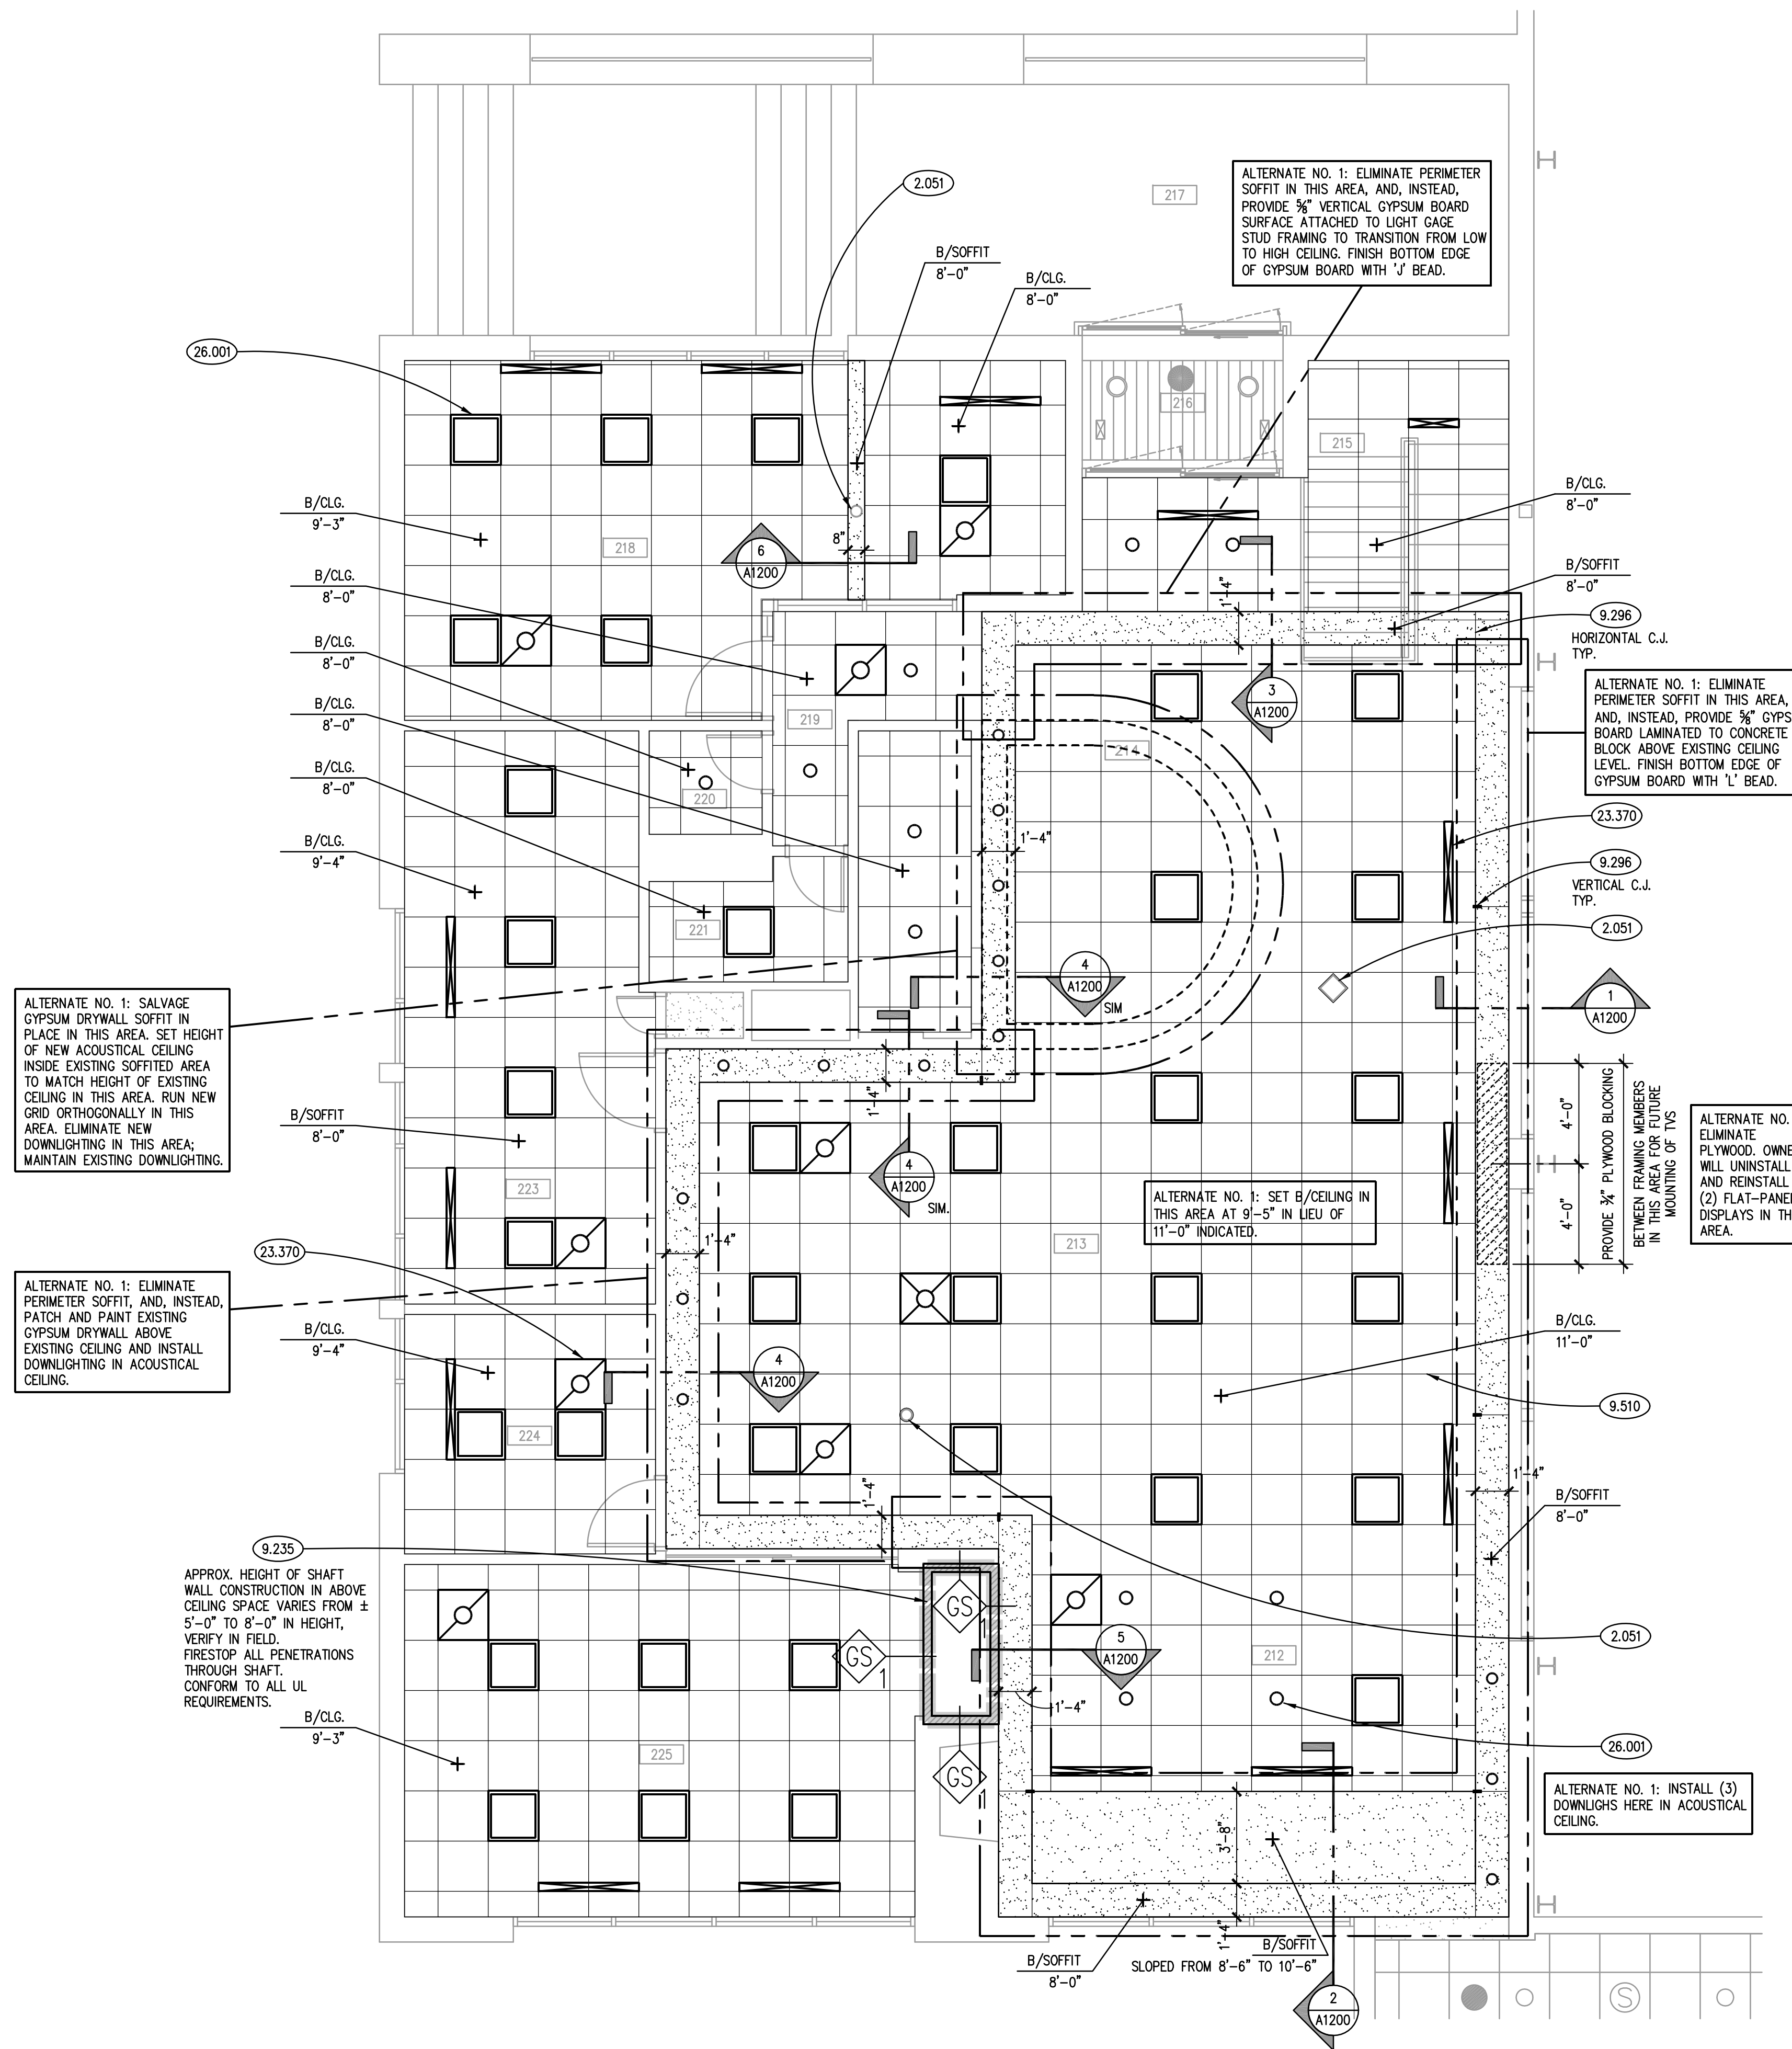 217
ALTERNATE NO. 1: ELIMINATE PERIMETER
SOFFIT IN THIS AREA, AND, INSTEAD,
PROVIDE ⅝" VERTICAL GYPSUM BOARD
SURFACE ATTACHED TO LIGHT GAGE
STUD FRAMING TO TRANSITION FROM LOW
TO HIGH CEILING. FINISH BOTTOM EDGE
OF GYPSUM BOARD WITH 'J' BEAD.
2.051
B/SOFFIT
8'-0"
B/CLG.
8'-0"
26.001
216
215
B/CLG.
9'-3"
218
6
A1200
8"
B/CLG.
8'-0"
B/SOFFIT
8'-0"
B/CLG.
8'-0"
1'-4"
9.296
HORIZONTAL C.J.
TYP.
B/CLG.
8'-0"
219
3
A1200
214
ALTERNATE NO. 1: ELIMINATE
PERIMETER SOFFIT IN THIS AREA,
AND, INSTEAD, PROVIDE ⅝" GYPS
BOARD LAMINATED TO CONCRETE
BLOCK ABOVE EXISTING CEILING
LEVEL. FINISH BOTTOM EDGE OF
GYPSUM BOARD WITH 'L' BEAD.
B/CLG.
8'-0"
B/CLG.
8'-0"
220
1'-4"
23.370
B/CLG.
9'-4"
9.296
VERTICAL C.J.
TYP.
221
2.051
4
A1200
SIM
1
A1200
ALTERNATE NO. 1: SALVAGE
GYPSUM DRYWALL SOFFIT IN
PLACE IN THIS AREA. SET HEIGHT
OF NEW ACOUSTICAL CEILING
INSIDE EXISTING SOFFITED AREA
TO MATCH HEIGHT OF EXISTING
CEILING IN THIS AREA. RUN NEW
GRID ORTHOGONALLY IN THIS
AREA. ELIMINATE NEW
DOWNLIGHTING IN THIS AREA;
MAINTAIN EXISTING DOWNLIGHTING.
B/SOFFIT
8'-0"
1'-4"
4'-0"
4'-0"
PROVIDE ¾" PLYWOOD BLOCKING
BETWEEN FRAMING MEMBERS
IN THIS AREA FOR FUTURE
MOUNTING OF TVS
ALTERNATE NO.
ELIMINATE
PLYWOOD. OWNE
WILL UNINSTALL
AND REINSTALL
(2) FLAT-PANEL
DISPLAYS IN TH
AREA.
223
4
A1200
SIM.
ALTERNATE NO. 1: SET B/CEILING IN
THIS AREA AT 9'-5" IN LIEU OF
11'-0" INDICATED.
213
1'-4"
23.370
ALTERNATE NO. 1: ELIMINATE
PERIMETER SOFFIT, AND, INSTEAD,
PATCH AND PAINT EXISTING
GYPSUM DRYWALL ABOVE
EXISTING CEILING AND INSTALL
DOWNLIGHTING IN ACOUSTICAL
CEILING.
B/CLG.
9'-4"
4
A1200
B/CLG.
11'-0"
9.510
224
1'-4"
1'-4"
B/SOFFIT
8'-0"
9.235
APPROX. HEIGHT OF SHAFT
WALL CONSTRUCTION IN ABOVE
CEILING SPACE VARIES FROM ±
5'-0" TO 8'-0" IN HEIGHT,
VERIFY IN FIELD.
FIRESTOP ALL PENETRATIONS
THROUGH SHAFT.
CONFORM TO ALL UL
REQUIREMENTS.
GS
1
GS
1
5
A1200
212
2.051
1'-4"
B/CLG.
9'-3"
225
GS
1
26.001
ALTERNATE NO. 1: INSTALL (3)
DOWNLIGHS HERE IN ACOUSTICAL
CEILING.
3'-8"
1'-4"
B/SOFFIT
8'-0"
B/SOFFIT
SLOPED FROM 8'-6" TO 10'-6"
2
A1200
S